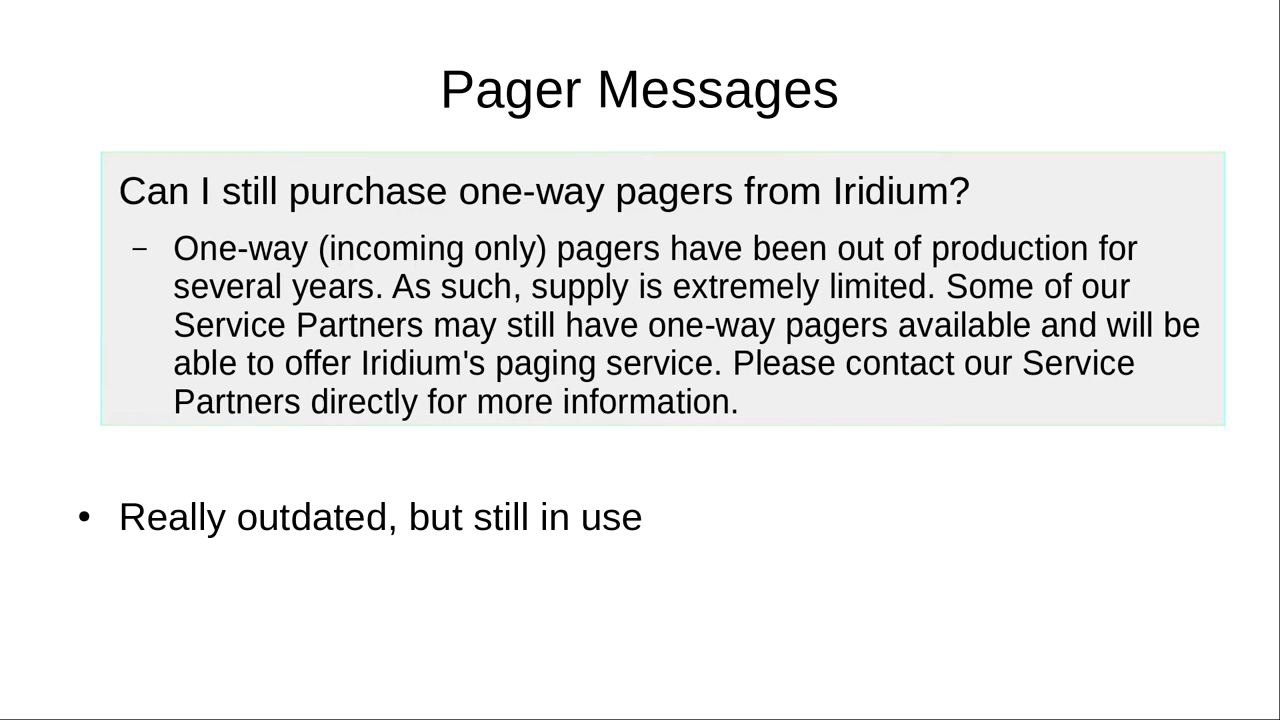 Pager Messages
Can I still purchase one-way pagers from Iridium?
– One-way (incoming only) pagers have been out of production for
several years. As such, supply is extremely limited. Some of our
Service Partners may still have one-way pagers available and will be
able to offer Iridium's paging service. Please contact our Service
Partners directly for more information.
• Really outdated, but still in use